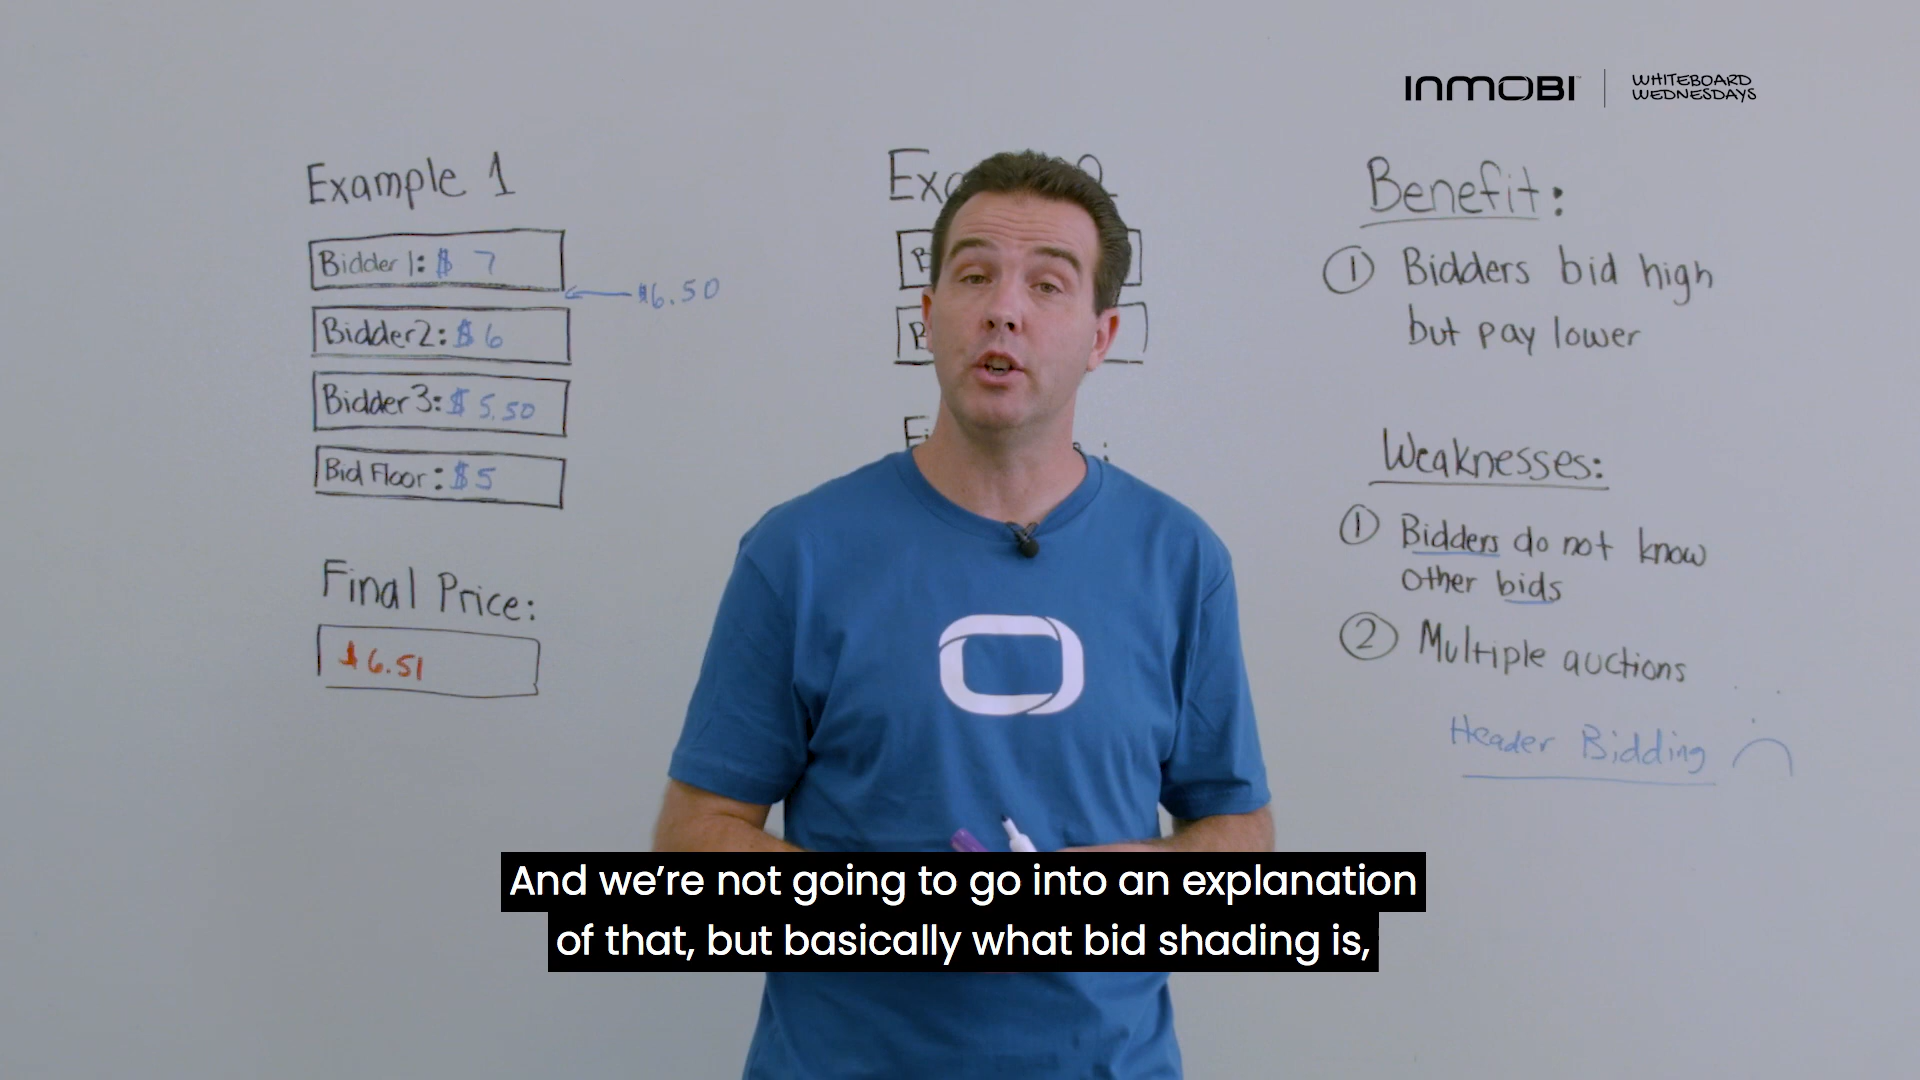 INMOBI
WHITEBOARD
WEDNESDAYS
Example 1
Bidder 1: $ 7
$6.50
Bidder 2: $ 6
Bidder 3: $ 5.50
Bid Floor: $5
Final Price:
$6.51
Benefit:
① Bidders bid high
but pay lower
Weaknesses:
① Bidders do not know
other bids
② Multiple auctions
Header Bidding
And we’re not going to go into an explanation
of that, but basically what bid shading is,